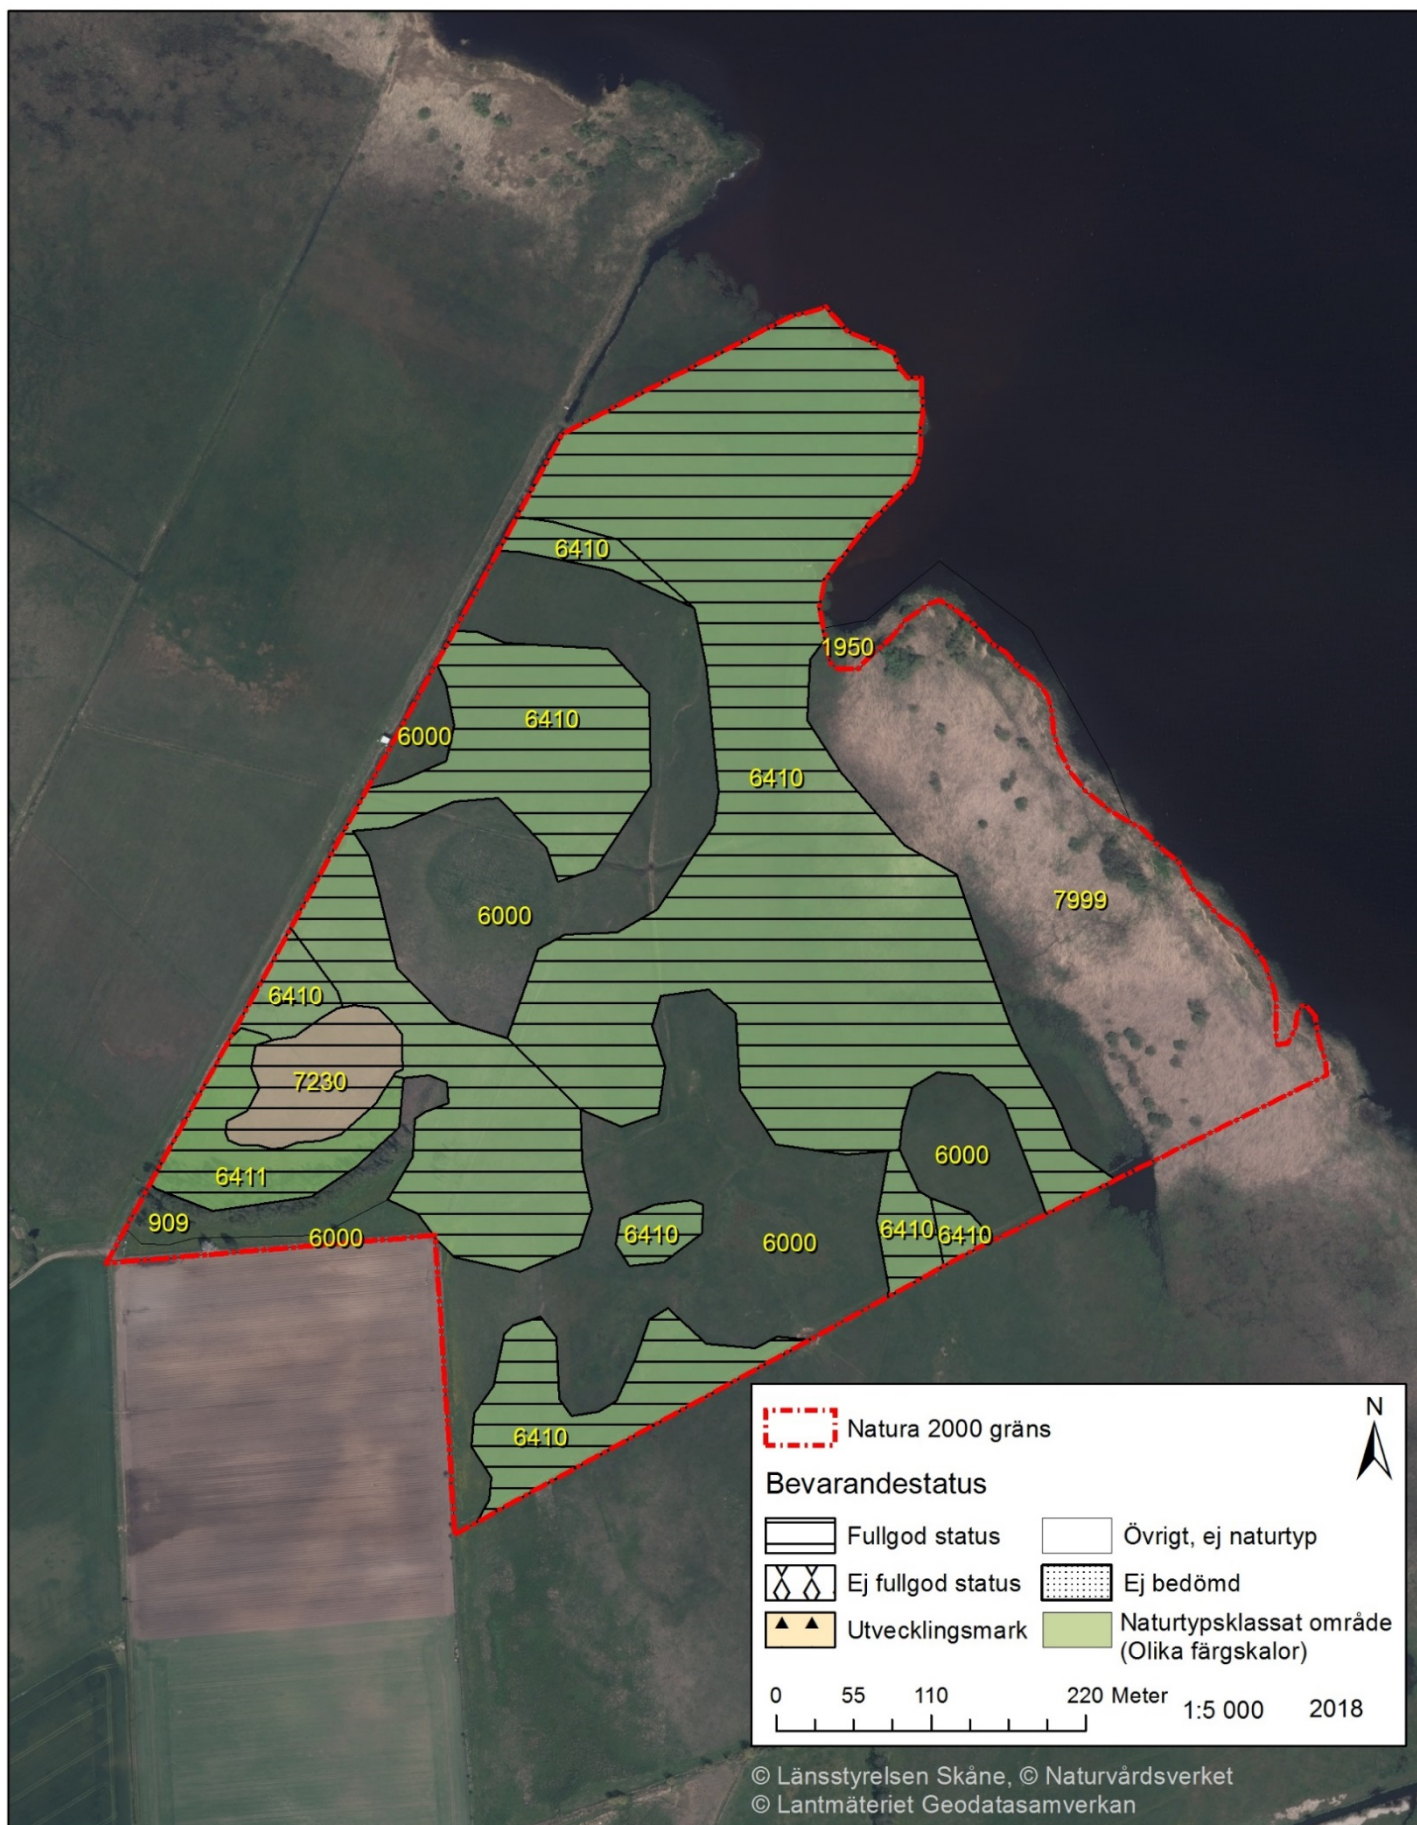 6410
1950
6410
6000
6410
7999
6000
6410
7230
6000
6411
909
6000
6410
6000
6410
6410
6410
N
Natura 2000 gräns
Bevarandestatus
Fullgod status
Övrigt, ej naturtyp
Ej fullgod status
Ej bedömd
Utvecklingsmark
Naturtypsklassat område
(Olika färgskalor)
0 55 110 220 Meter
1:5 000
2018
© Länsstyrelsen Skåne, © Naturvårdsverket
© Lantmäteriet Geodatasamverkan